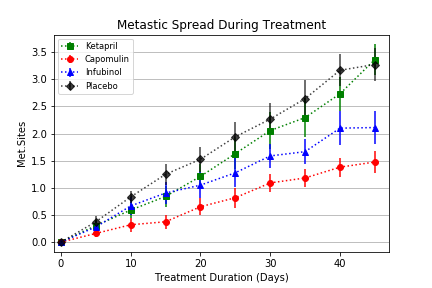 Metastic Spread During Treatment
Ketapril
Capomulin
Infubinol
Placebo
Met.Sites
3.5
3.0
2.5
2.0
1.5
1.0
0.5
0.0
0 10 20 30 40
Treatment Duration (Days)